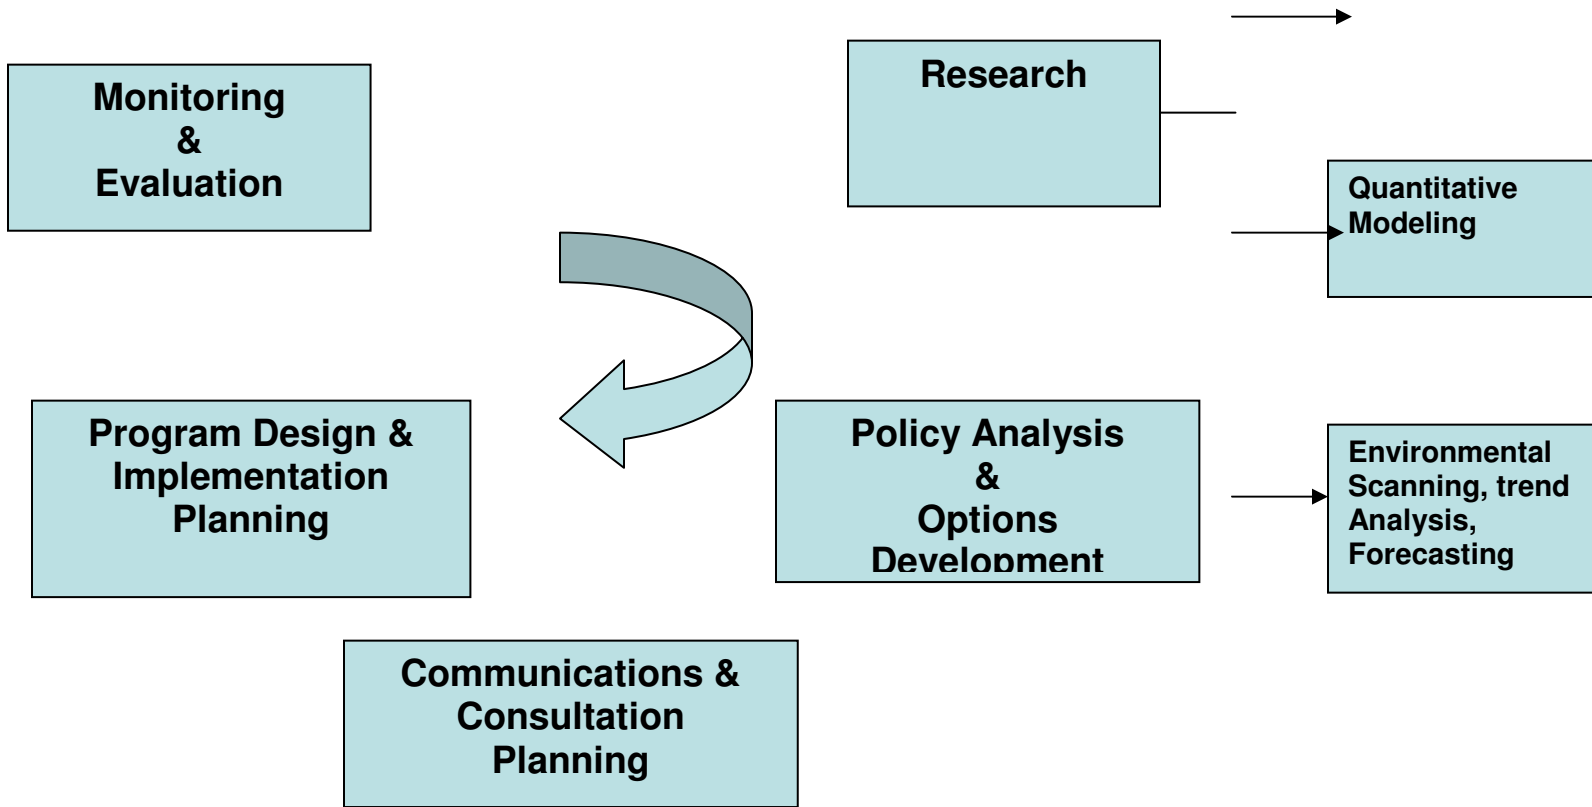 Monitoring
&
Evaluation
Research
Quantitative
Modeling
Program Design &
Implementation
Planning
Policy Analysis
&
Options
Development
Environmental
Scanning, trend
Analysis,
Forecasting
Communications &
Consultation
Planning